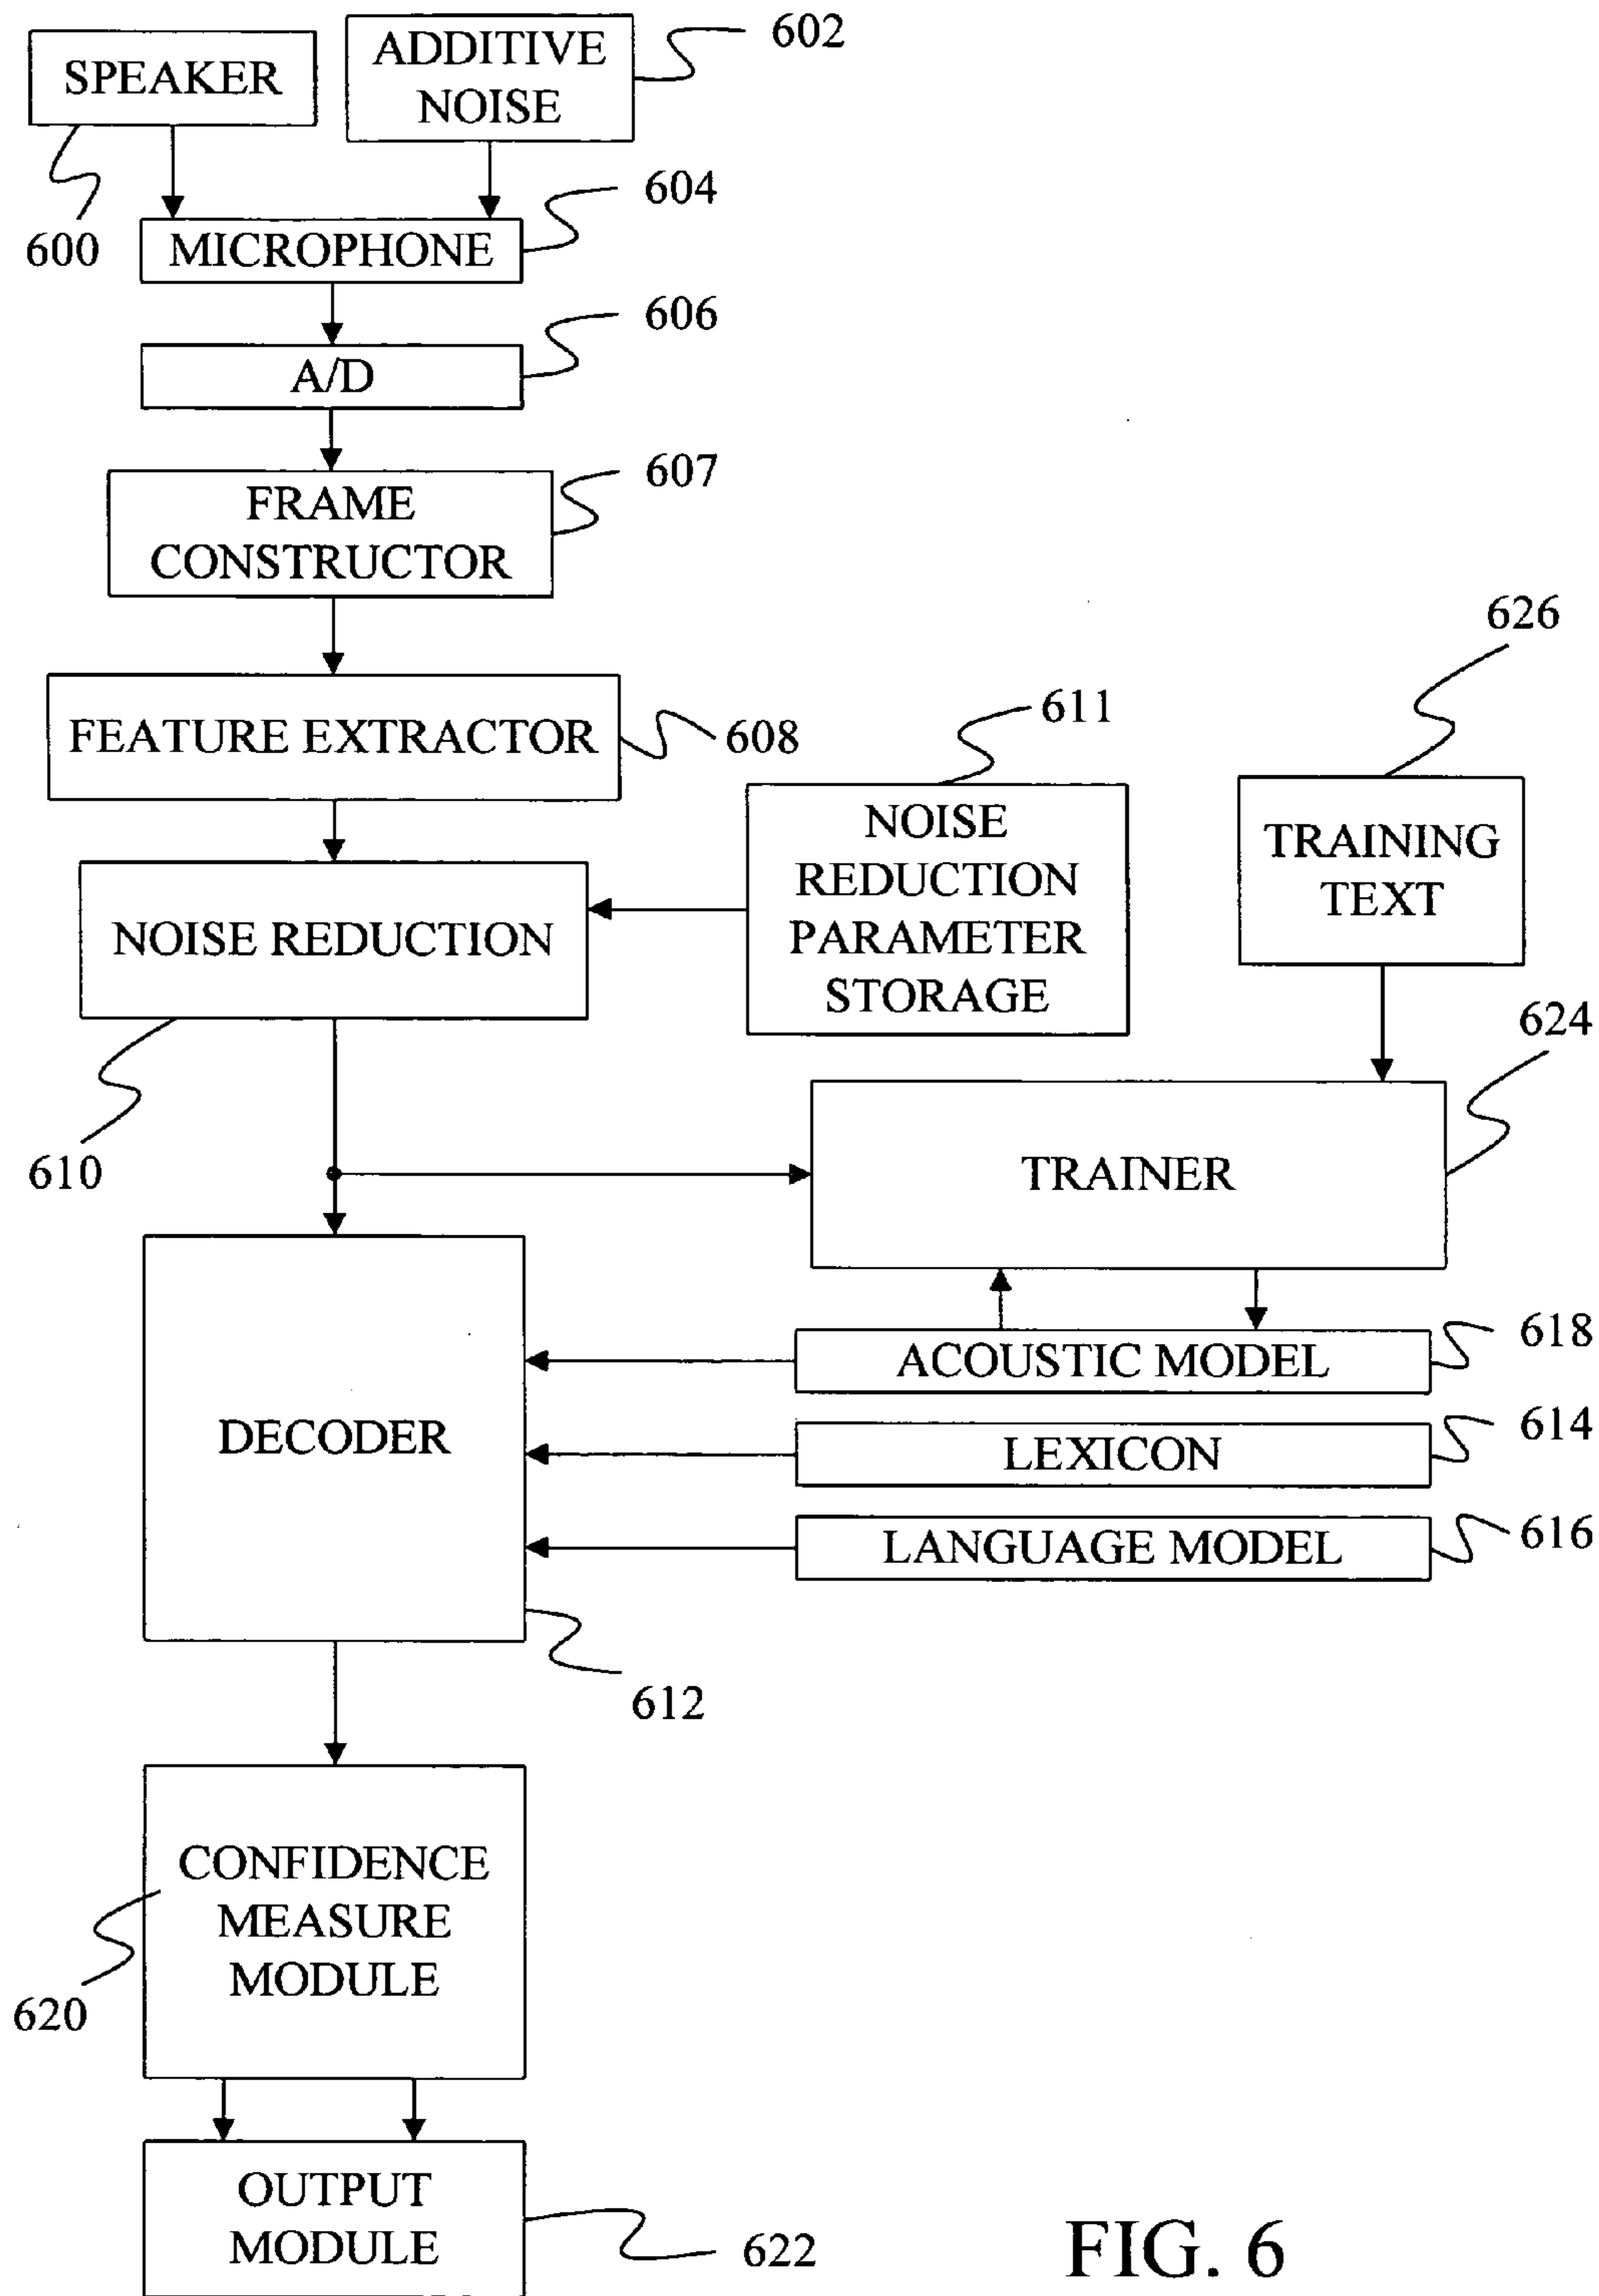 SPEAKER
600
ADDITIVE
NOISE
602
MICROPHONE
604
A/D
606
FRAME
CONSTRUCTOR
607
FEATURE EXTRACTOR
608
NOISE REDUCTION
610
NOISE
REDUCTION
PARAMETER
STORAGE
611
TRAINING
TEXT
626
TRAINER
624
DECODER
612
ACOUSTIC MODEL
618
LEXICON
614
LANGUAGE MODEL
616
CONFIDENCE
MEASURE
MODULE
620
OUTPUT
MODULE
622
FIG. 6